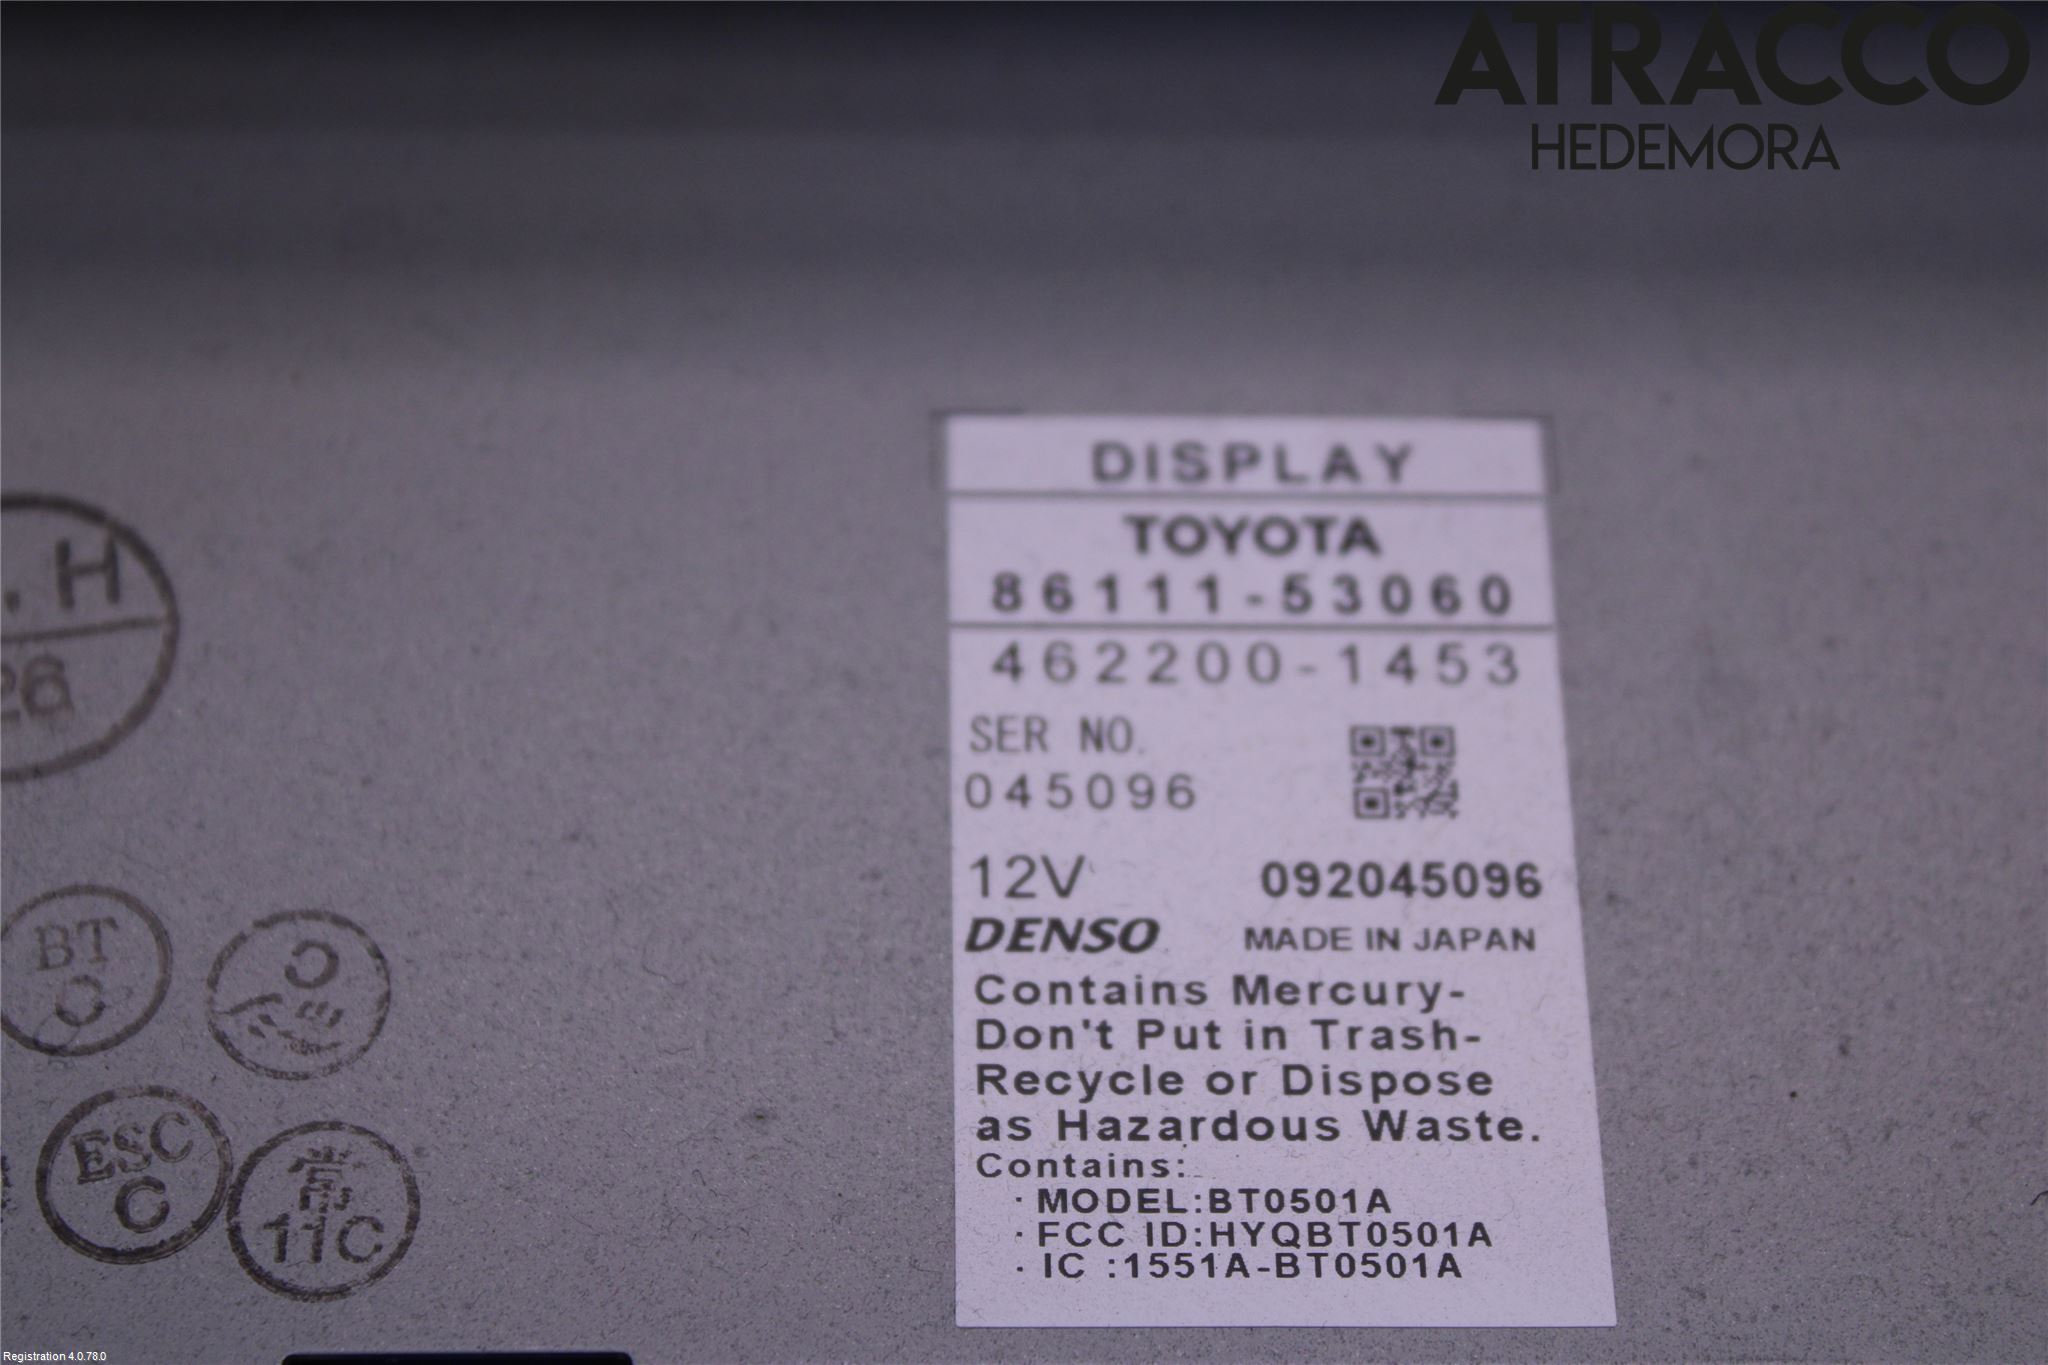 ATRACCO
HEDEMORA
DISPLAY
TOYOTA
86111-53060
462200-1453
SER NO.
045096
12V 092045096
DENSO MADE IN JAPAN
Contains Mercury-
Don't Put in Trash-
Recycle or Dispose
as Hazardous Waste.
Contains:
· MODEL:BT0501A
· FCC ID:HYQBT0501A
· IC :1551A-BT0501A
. H
26
BT
C
C
ESC
C
常
11C
Registration 4.0.78.0